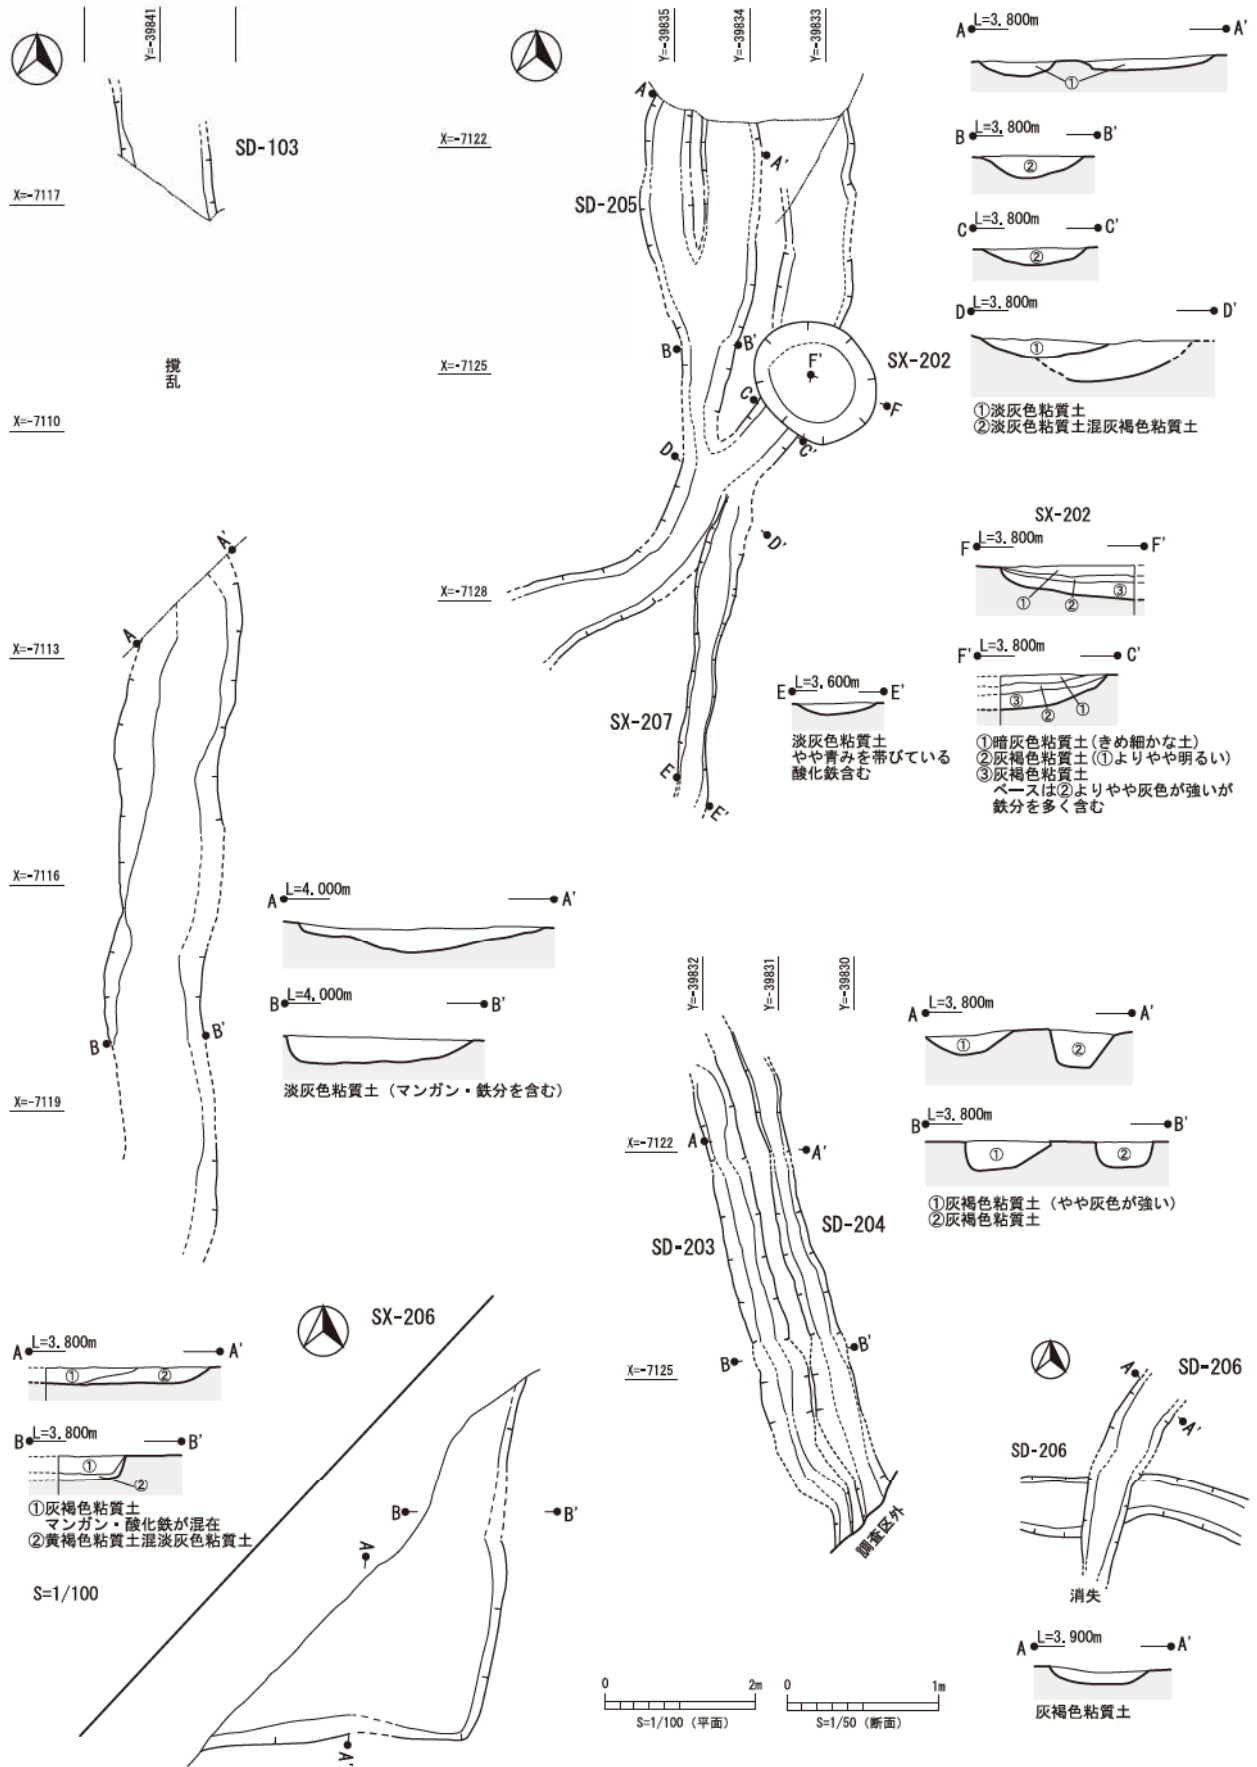 Y=-39841
SD-103
X=-7117
攪乱
X=-7110
A'
A
X=-7113
X=-7116
B
B'
X=-7119
A L=4.000m A'
B L=4.000m B'
淡灰色粘質土（マンガン・鉄分を含む）
Y=-39835
Y=-39834
Y=-39833
X=-7122
A
A'
SD-205
B
B'
X=-7125
F'
SX-202
F
C
C'
D
D'
X=-7128
SX-207
E
E'
A L=3.800m A'
①
B L=3.800m B'
②
C L=3.800m C'
②
D L=3.800m D'
①
①淡灰色粘質土
②淡灰色粘質土混灰褐色粘質土
SX-202
F L=3.800m F'
① ② ③
F' L=3.800m C'
③ ② ①
①暗灰色粘質土(きめ細かな土)
②灰褐色粘質土(①よりやや明るい)
③灰褐色粘質土
ベースは②よりやや灰色が強いが
鉄分を多く含む
E L=3.600m E'
淡灰色粘質土
やや青みを帯びている
酸化鉄含む
Y=-39832
Y=-39831
Y=-39830
X=-7122
A
A'
SD-203
SD-204
B
B'
X=-7125
調査区外
A L=3.800m A'
① ②
B L=3.800m B'
① ②
①灰褐色粘質土（やや灰色が強い）
②灰褐色粘質土
SX-206
A L=3.800m A'
① ②
B L=3.800m B'
①
②
①灰褐色粘質土
マンガン・酸化鉄が混在
②黄褐色粘質土混淡灰色粘質土
S=1/100
B
B'
A
A'
SD-206
A
A'
SD-206
消失
A L=3.900m A'
灰褐色粘質土
0 2m
S=1/100（平面）
0 1m
S=1/50（断面）